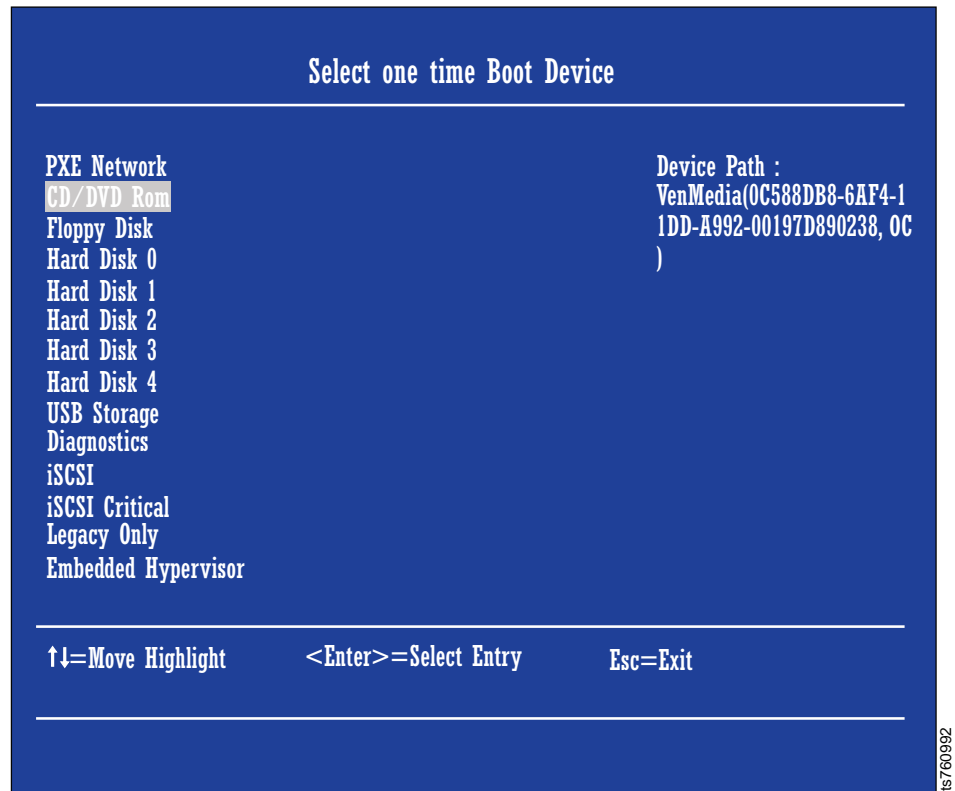 Select one time Boot Device
PXE Network
CD/DVD Rom
Floppy Disk
Hard Disk 0
Hard Disk 1
Hard Disk 2
Hard Disk 3
Hard Disk 4
USB Storage
Diagnostics
iSCSI
iSCSI Critical
Legacy Only
Embedded Hypervisor
Device Path :
VenMedia(0C588DB8-6AF4-1
1DD-A992-00197D890238, 0C
)
↑↓=Move Highlight
<Enter>=Select Entry
Esc=Exit
ts760992